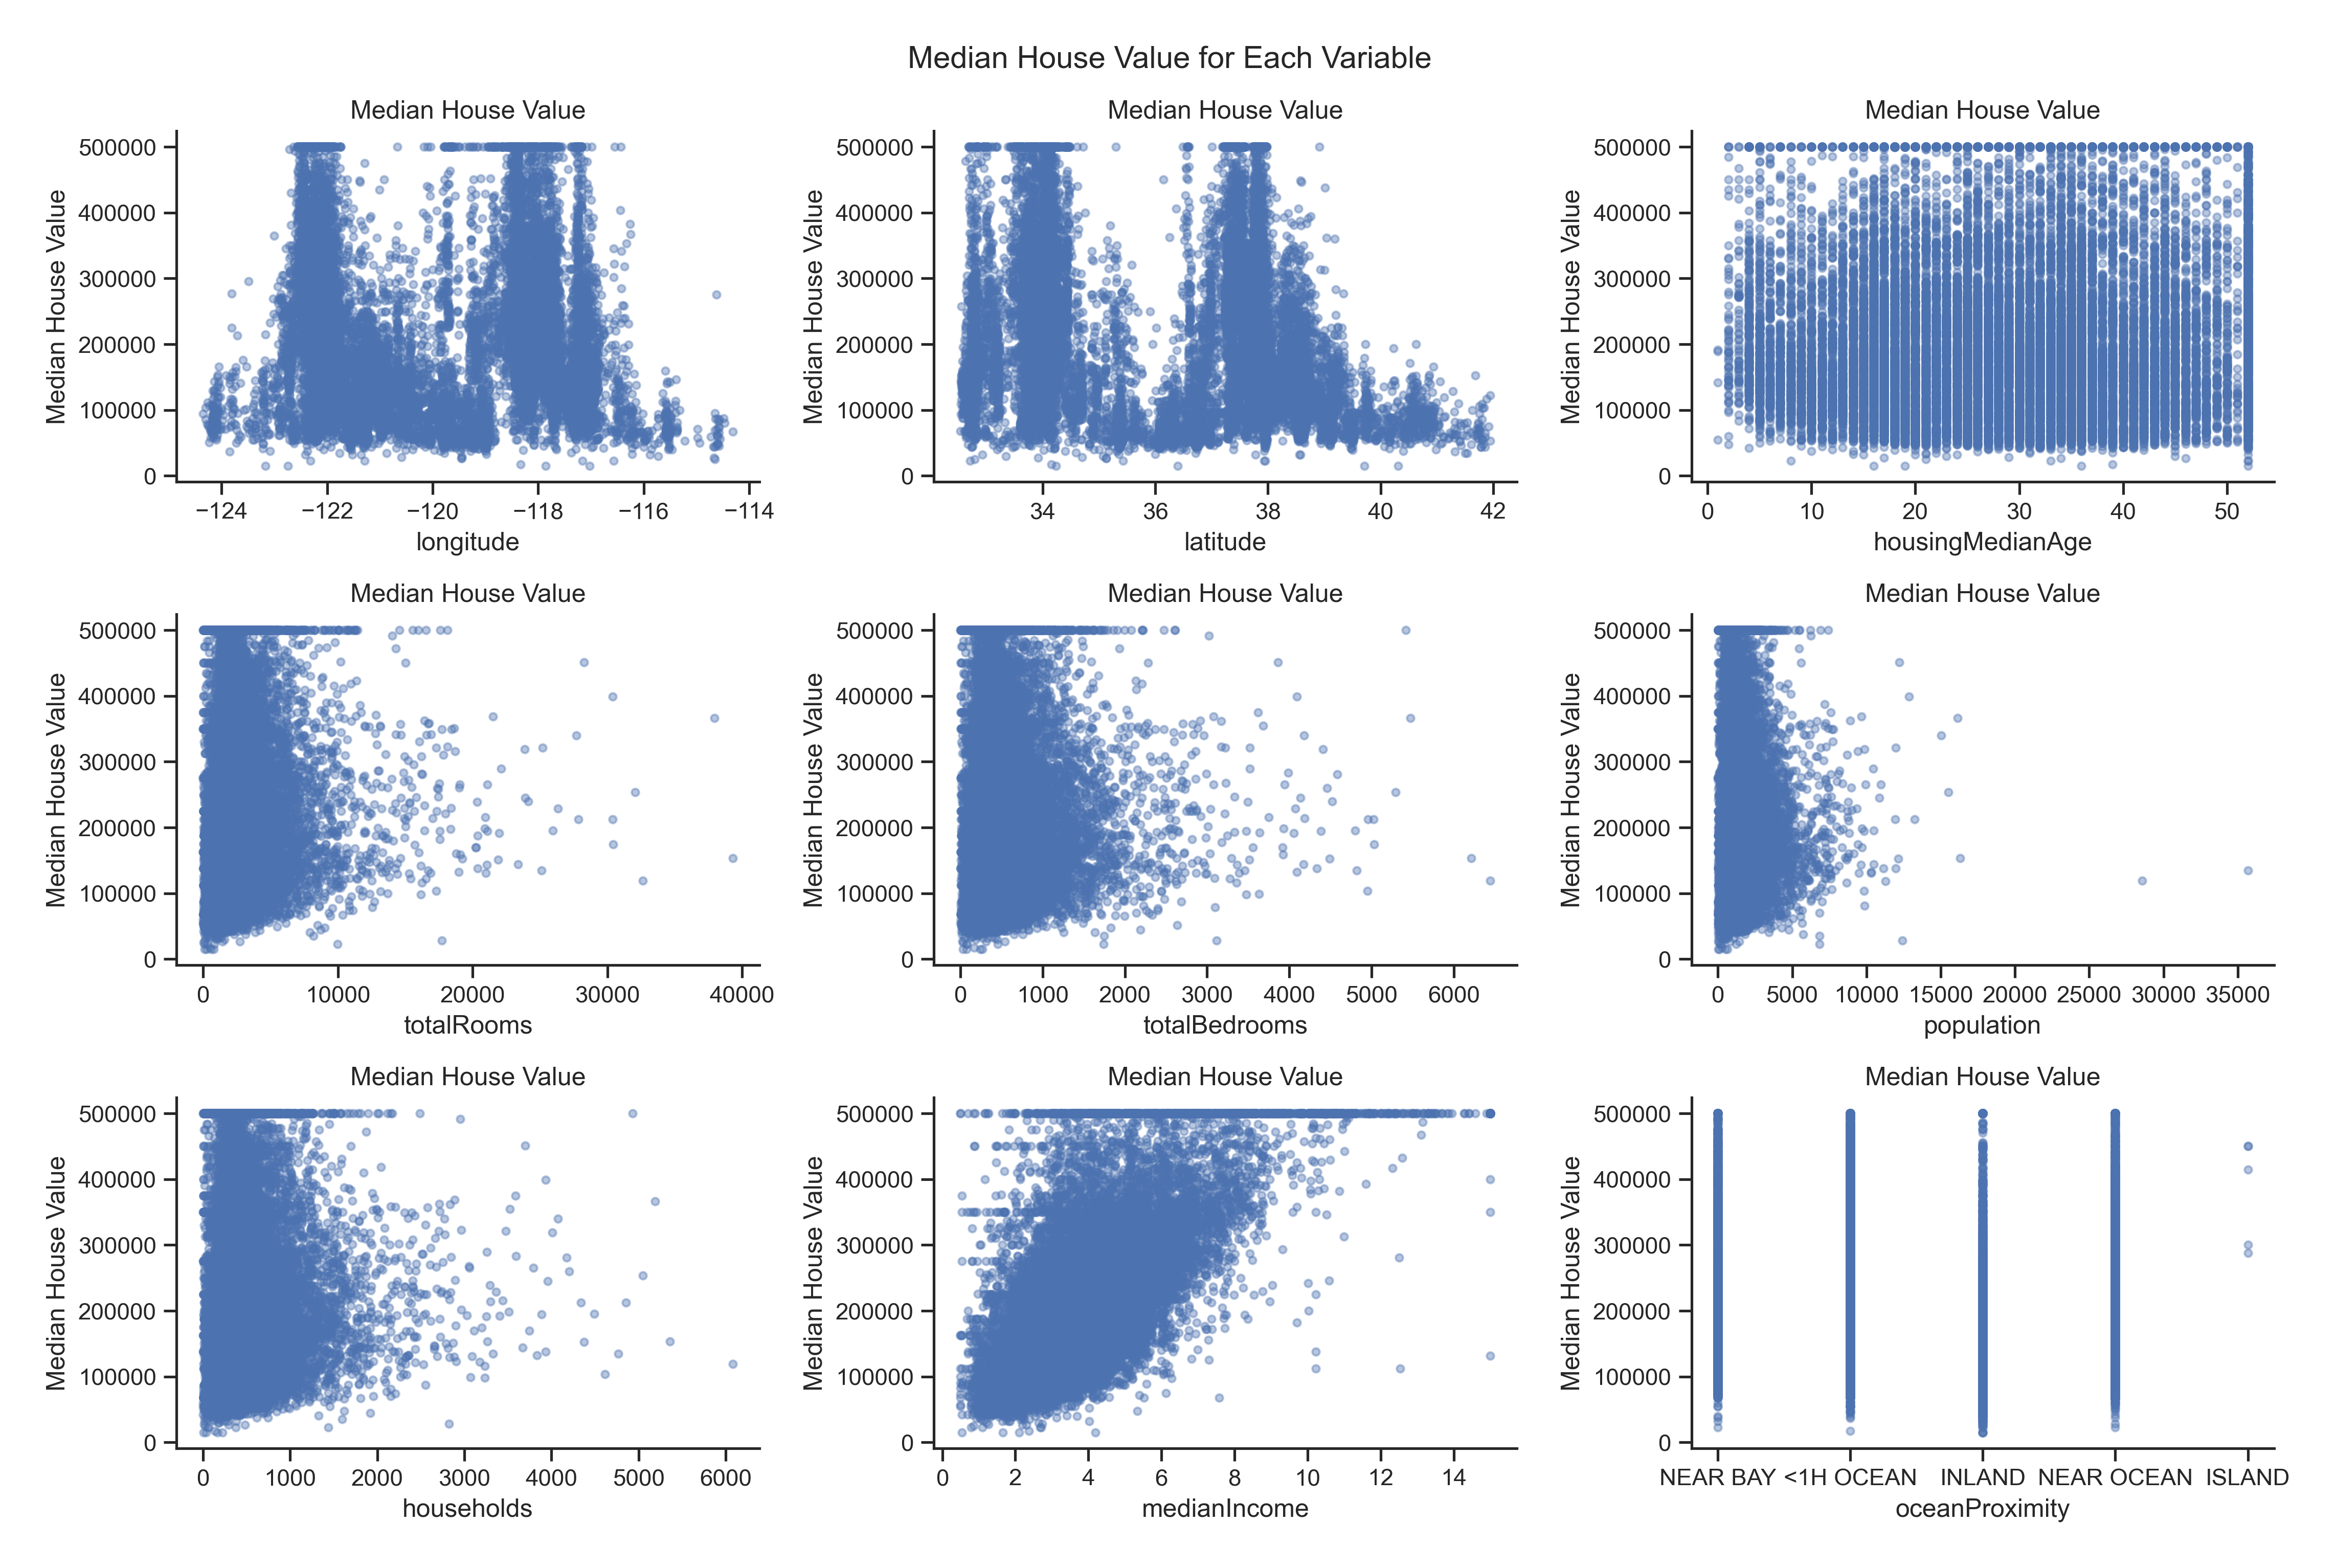 Median House Value for Each Variable
Median House Value
Median House Value
500000
400000
300000
200000
100000
0
−124 −122 −120 −118 −116 −114
longitude
Median House Value
Median House Value
500000
400000
300000
200000
100000
0
34 36 38 40 42
latitude
Median House Value
Median House Value
500000
400000
300000
200000
100000
0
0 10 20 30 40 50
housingMedianAge
Median House Value
Median House Value
500000
400000
300000
200000
100000
0
0 10000 20000 30000 40000
totalRooms
Median House Value
Median House Value
500000
400000
300000
200000
100000
0
0 1000 2000 3000 4000 5000 6000
totalBedrooms
Median House Value
Median House Value
500000
400000
300000
200000
100000
0
0 5000 10000 15000 20000 25000 30000 35000
population
Median House Value
Median House Value
500000
400000
300000
200000
100000
0
0 1000 2000 3000 4000 5000 6000
households
Median House Value
Median House Value
500000
400000
300000
200000
100000
0
0 2 4 6 8 10 12 14
medianIncome
Median House Value
Median House Value
500000
400000
300000
200000
100000
0
NEAR BAY <1H OCEAN INLAND NEAR OCEAN ISLAND
oceanProximity